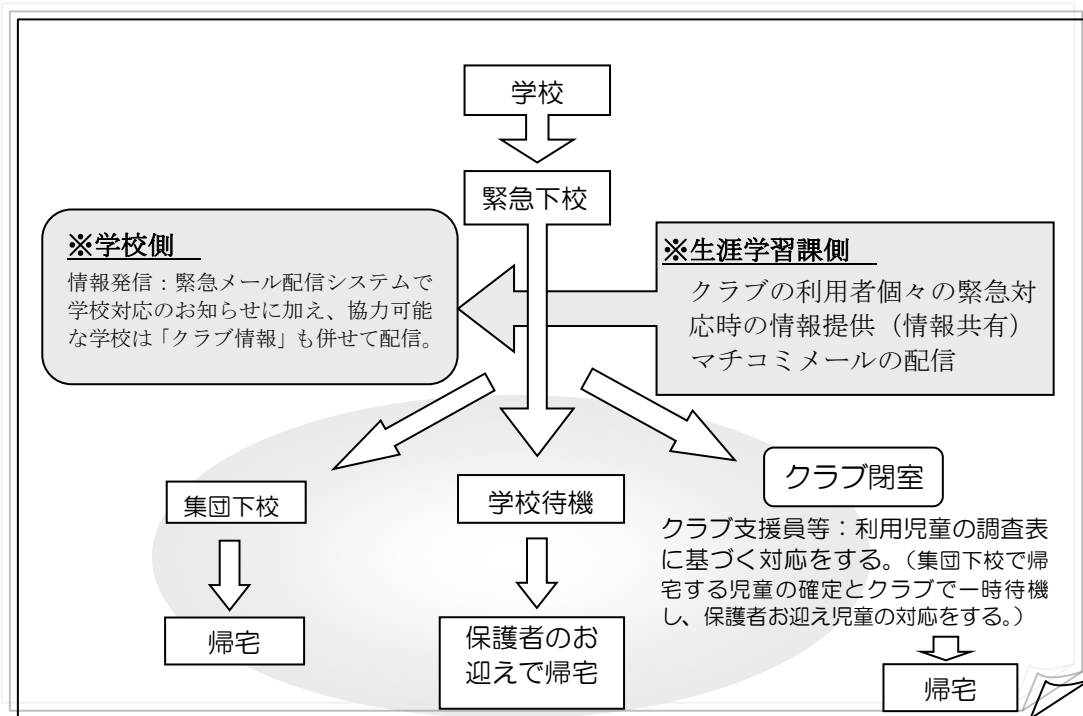 学校
緊急下校
※学校側
情報発信：緊急メール配信システムで
学校対応のお知らせに加え、協力可能
な学校は「クラブ情報」も併せて配信。
※生涯学習課側
クラブの利用者個々の緊急対
応時の情報提供（情報共有）
マチコミメールの配信
集団下校
学校待機
クラブ閉室
クラブ支援員等：利用児童の調査表
に基づく対応をする。（集団下校で帰
宅する児童の確定とクラブで一時待機
し、保護者お迎え児童の対応をする。）
帰宅
保護者のお
迎えで帰宅
帰宅